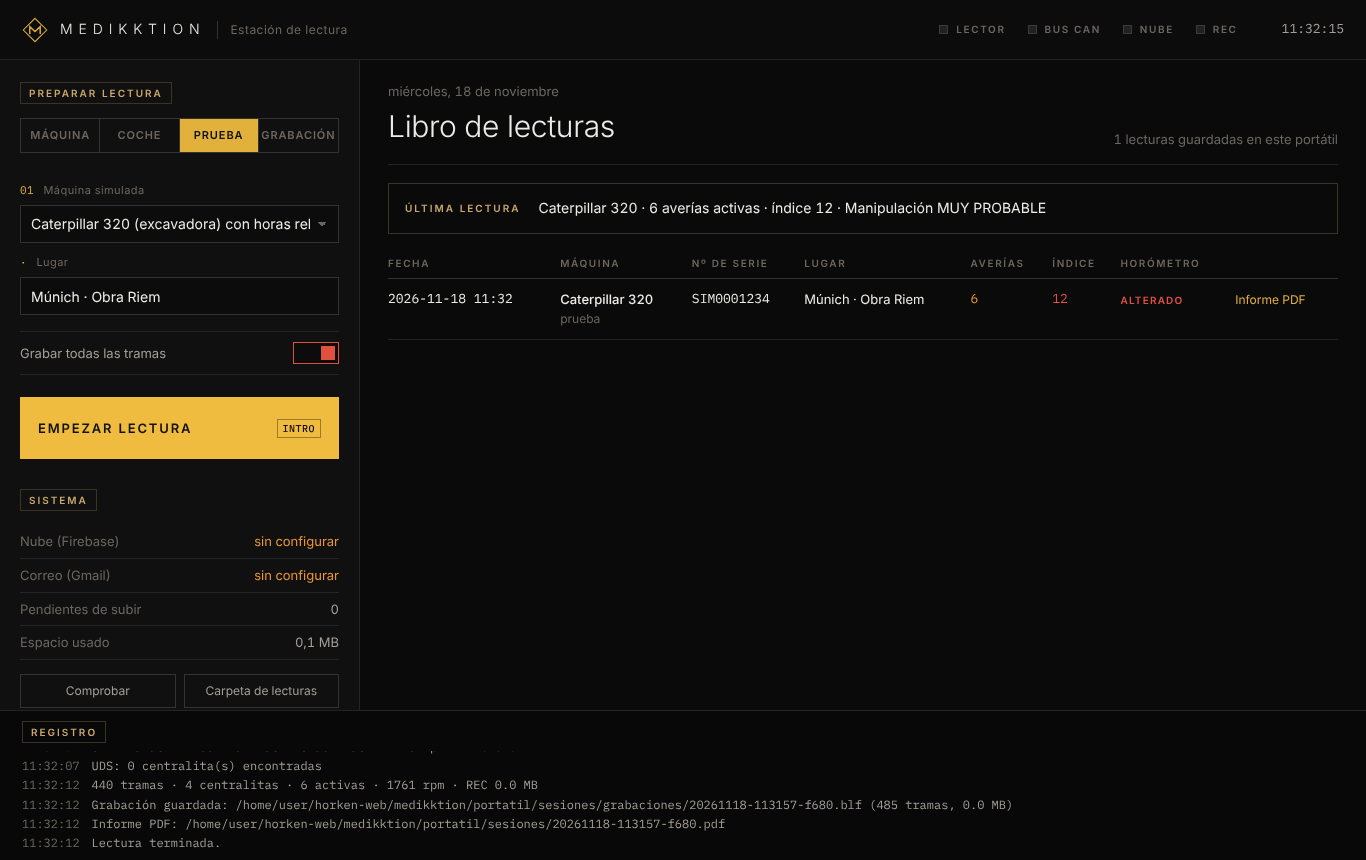 MEDIKKTION
Estación de lectura
LECTOR
BUS CAN
NUBE
REC
11:32:15
PREPARAR LECTURA
MÁQUINA
COCHE
PRUEBA
GRABACIÓN
01 Máquina simulada
Caterpillar 320 (excavadora) con horas rel
· Lugar
Múnich · Obra Riem
Grabar todas las tramas
EMPEZAR LECTURA
INTRO
SISTEMA
Nube (Firebase) sin configurar
Correo (Gmail) sin configurar
Pendientes de subir 0
Espacio usado 0,1 MB
Comprobar
Carpeta de lecturas
miércoles, 18 de noviembre
Libro de lecturas
1 lecturas guardadas en este portátil
ÚLTIMA LECTURA Caterpillar 320 · 6 averías activas · índice 12 · Manipulación MUY PROBABLE
FECHA MÁQUINA Nº DE SERIE LUGAR AVERÍAS ÍNDICE HORÓMETRO
2026-11-18 11:32 Caterpillar 320 SIM0001234 Múnich · Obra Riem 6 12 ALTERADO Informe PDF
prueba
REGISTRO
11:32:07 UDS: 0 centralita(s) encontradas
11:32:12 440 tramas · 4 centralitas · 6 activas · 1761 rpm · REC 0.0 MB
11:32:12 Grabación guardada: /home/user/horken-web/medikktion/portatil/sesiones/grabaciones/20261118-113157-f680.blf (485 tramas, 0.0 MB)
11:32:12 Informe PDF: /home/user/horken-web/medikktion/portatil/sesiones/20261118-113157-f680.pdf
11:32:12 Lectura terminada.